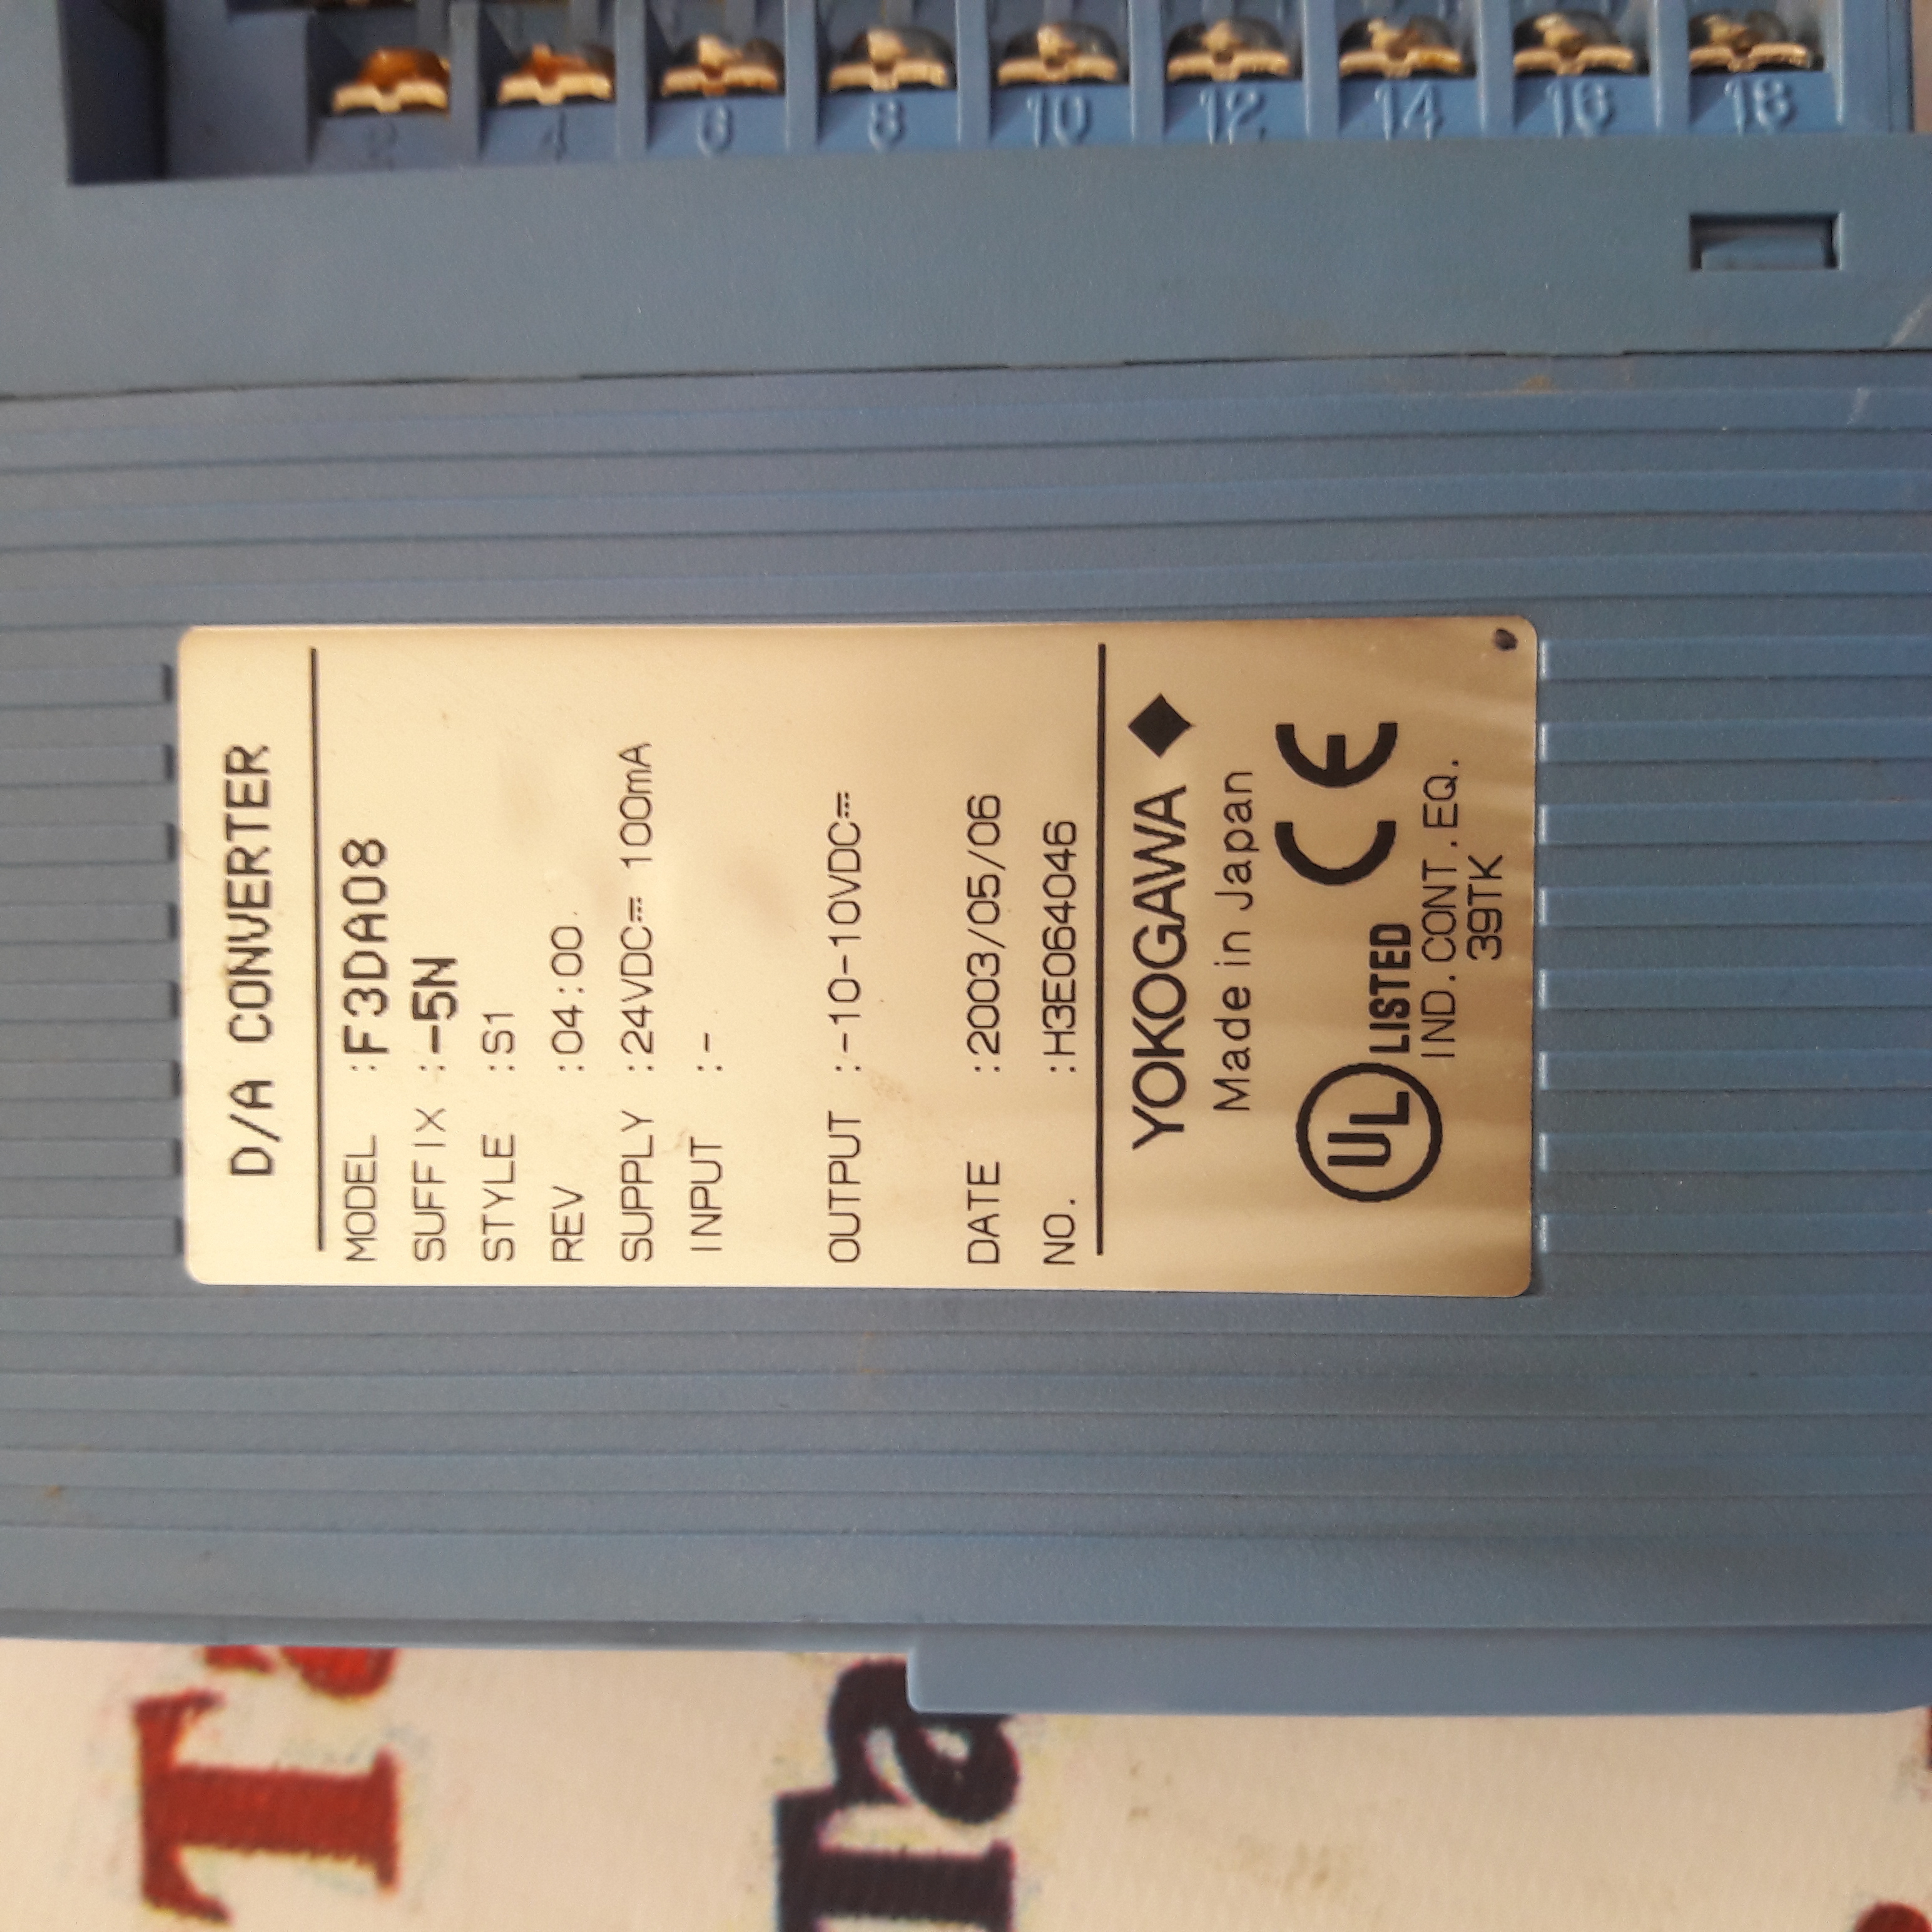 D/A CONVERTER
MODEL :F3DA08
SUFFIX :-5N
STYLE :S1
REV :04:00
SUPPLY :24VDC⎓ 100mA
INPUT :-
OUTPUT :-10-10VDC⎓
DATE :2003/05/06
NO. :H3E064046
YOKOGAWA ◆
Made in Japan
UL LISTED CE
IND.CONT.EQ.
39TK
2 4 6 8 10 12 14 16 18
Ta
Ta